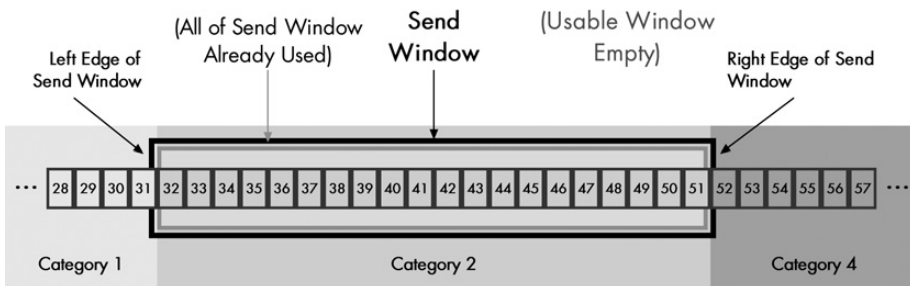 (All of Send Window
Already Used)
Send
Window
(Usable Window
Empty)
Left Edge of
Send Window
Right Edge of Send
Window
... 28 29 30 31 32 33 34 35 36 37 38 39 40 41 42 43 44 45 46 47 48 49 50 51 52 53 54 55 56 57 ...
Category 1
Category 2
Category 4